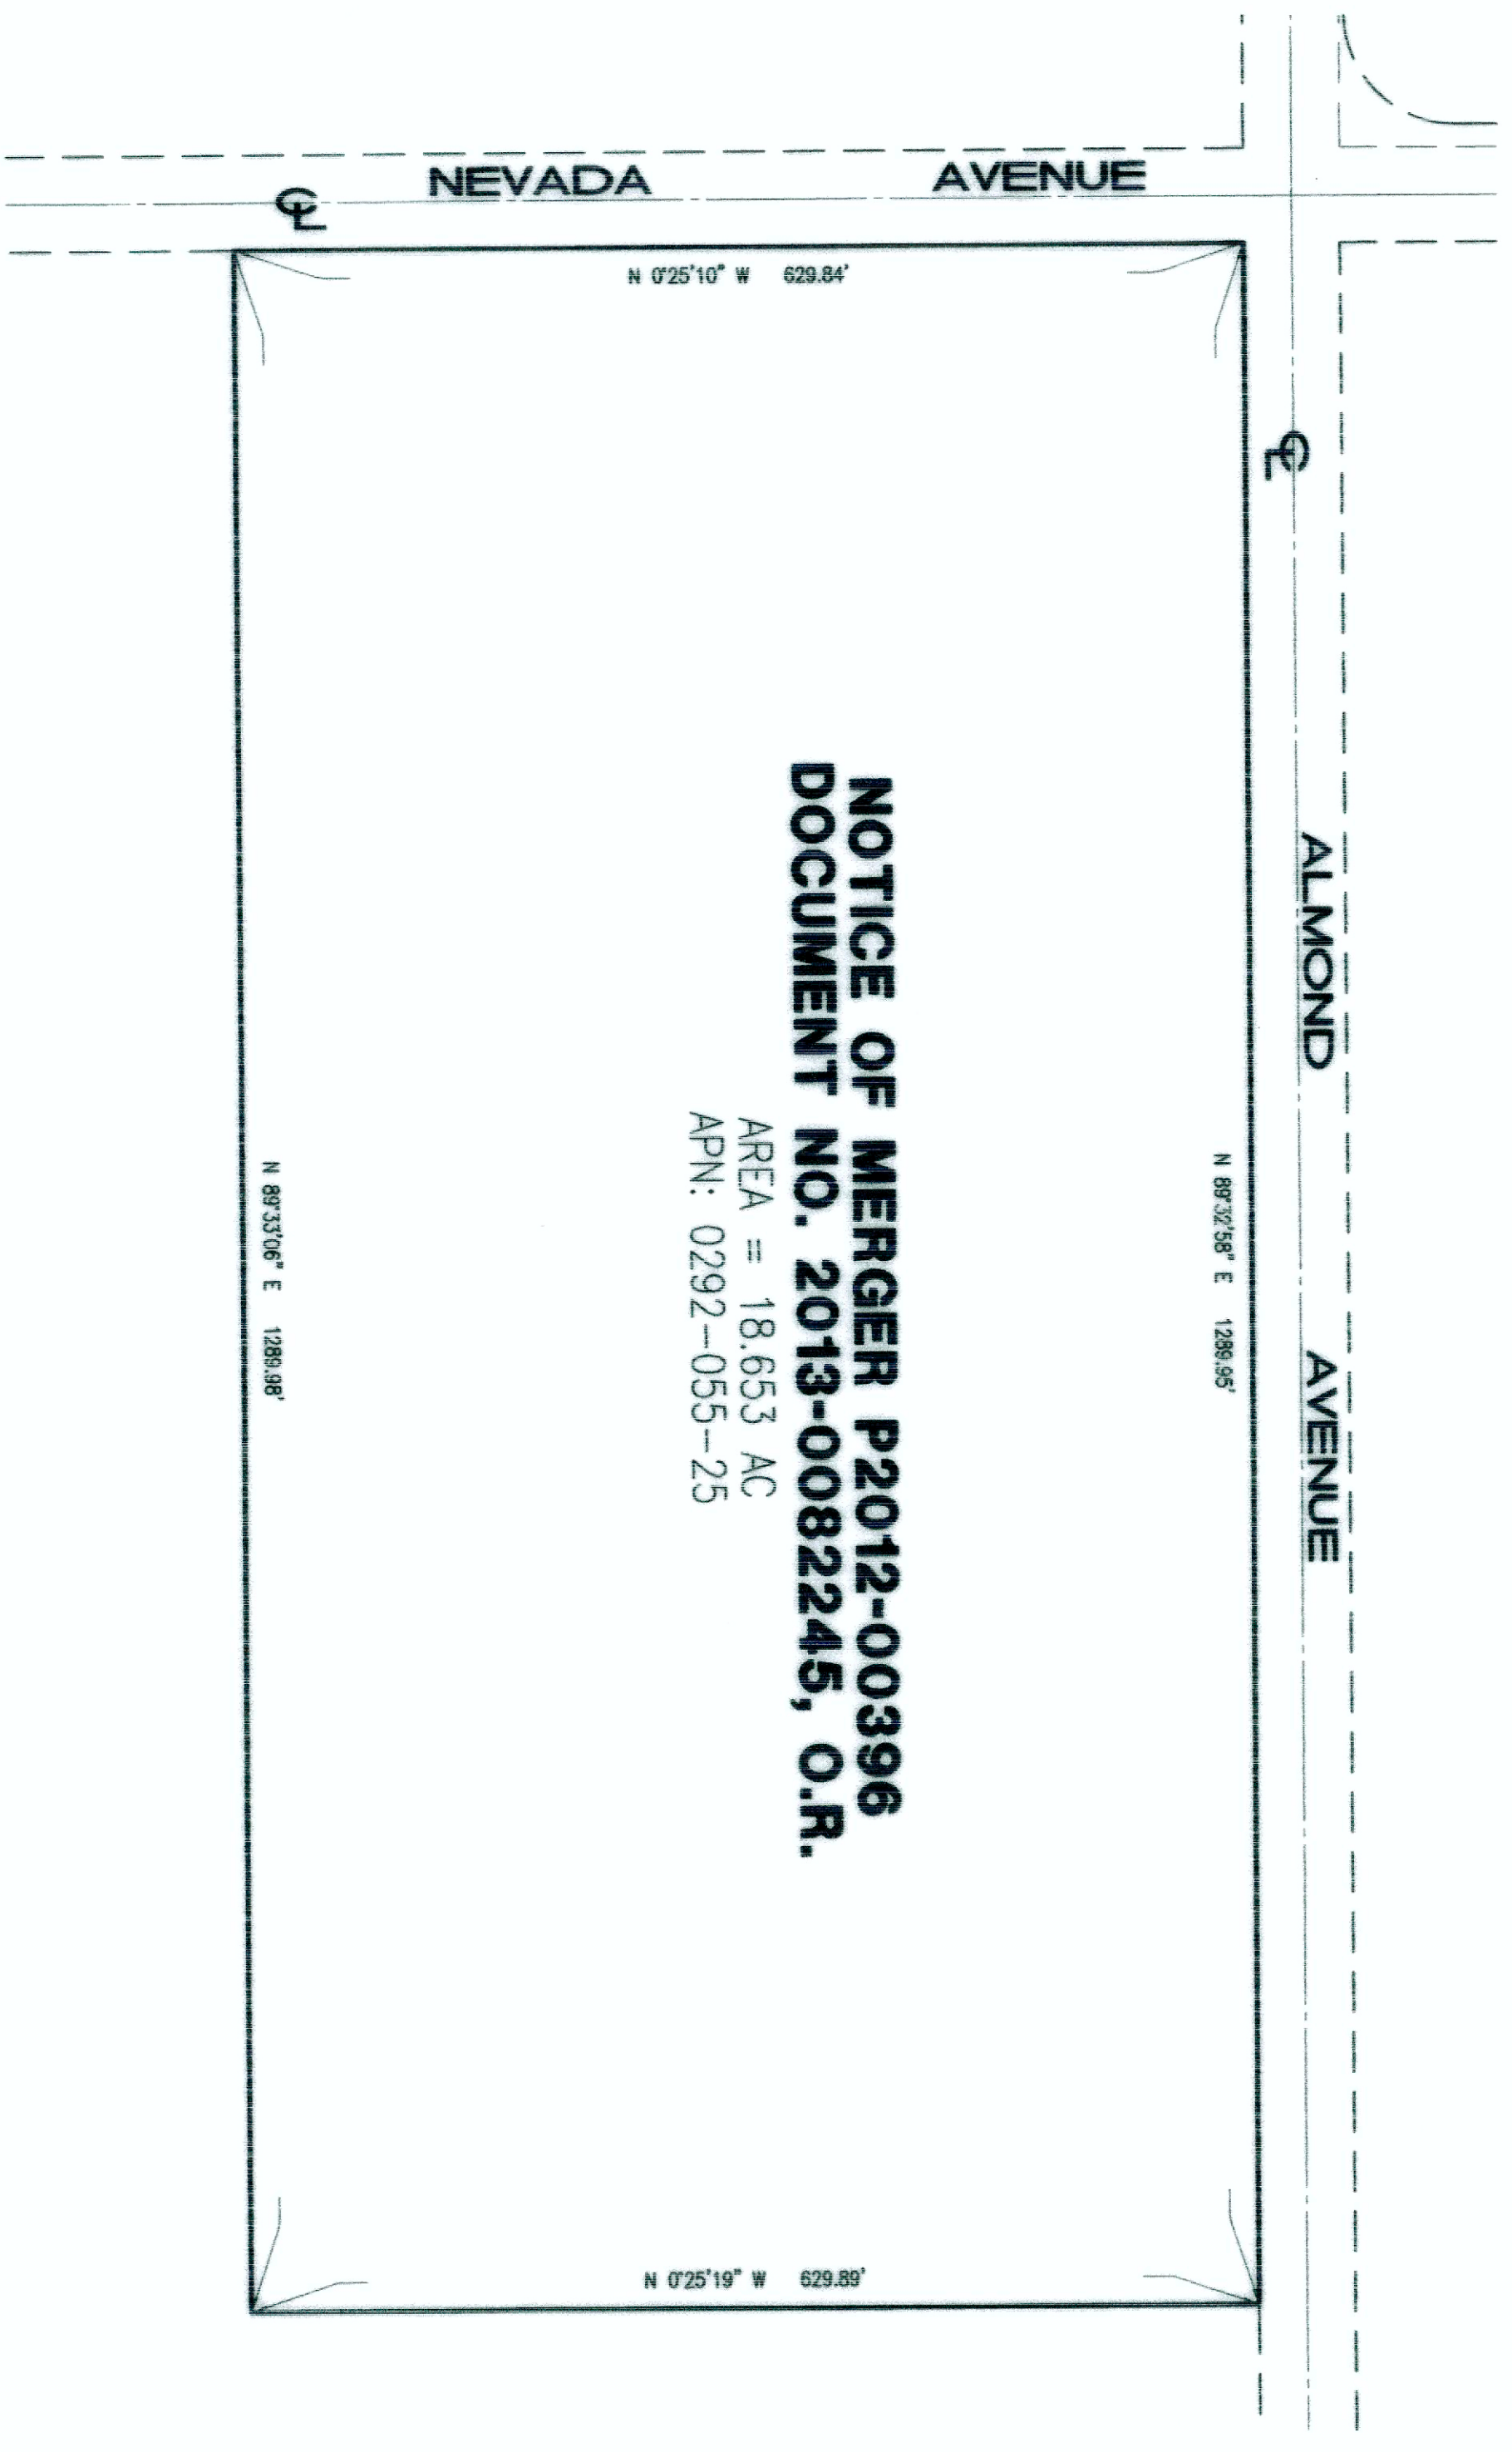 NEVADA AVENUE
℄
N 0°25'10" W 629.84'
℄
ALMOND AVENUE
N 89°32'58" E 1289.95'
NOTICE OF MERGER P2012-00396
DOCUMENT NO. 2013-0082245, O.R.
AREA = 18.653 AC
APN: 0292-055-25
N 89°33'06" E 1289.98'
N 0°25'19" W 629.89'